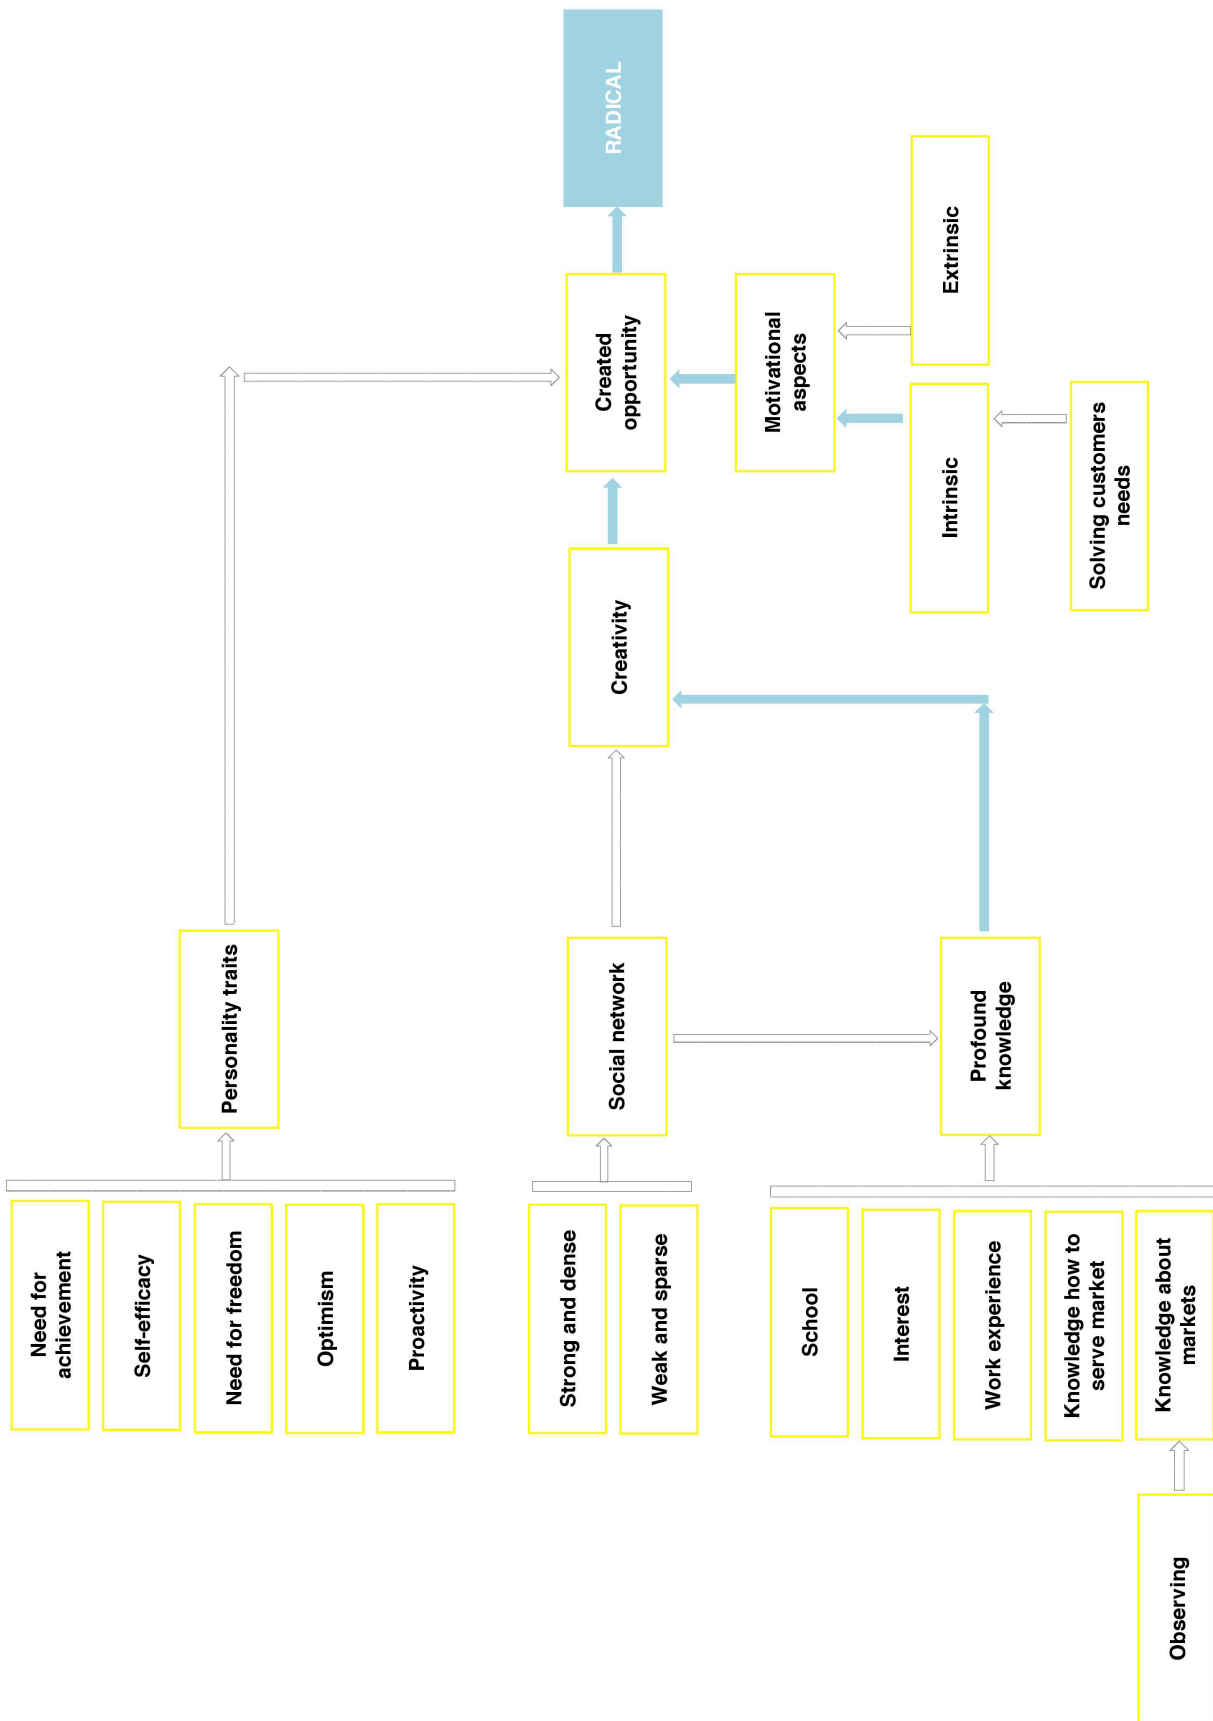 Need for
achievement
Self-efficacy
Need for freedom
Optimism
Proactivity
Personality traits
Strong and dense
Weak and sparse
Social network
School
Interest
Work experience
Knowledge how to
serve market
Knowledge about
markets
Observing
Profound
knowledge
Creativity
Created
opportunity
RADICAL
Motivational
aspects
Intrinsic
Extrinsic
Solving customers
needs